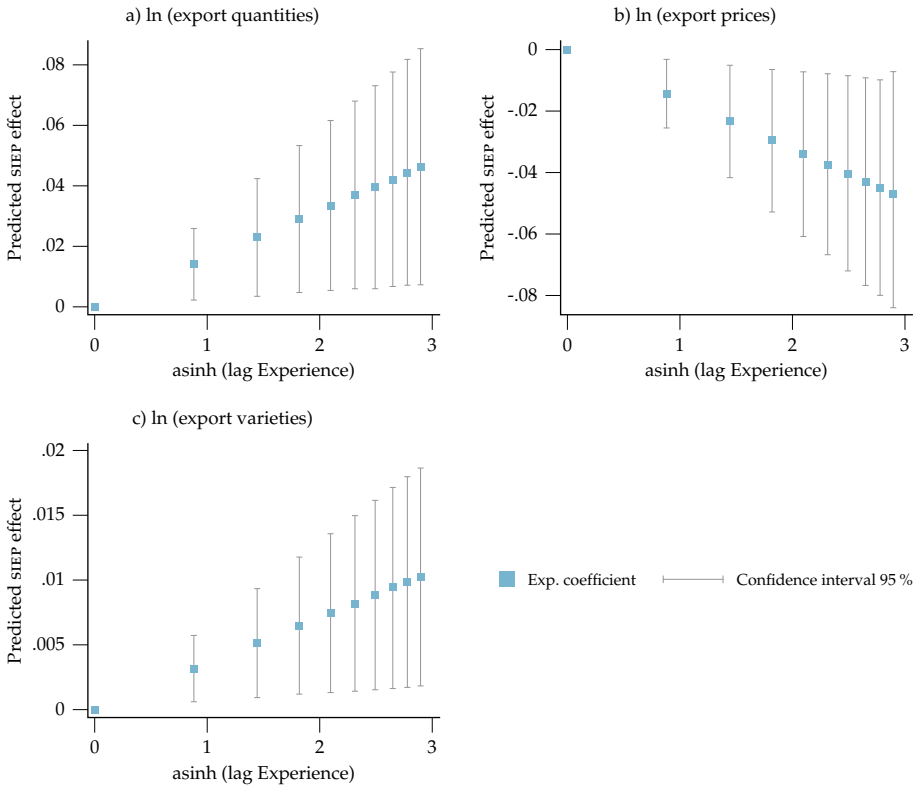 a) ln (export quantities)
Predicted SIEP effect
.08
.06
.04
.02
0
0 1 2 3
asinh (lag Experience)
b) ln (export prices)
Predicted SIEP effect
0
-.02
-.04
-.06
-.08
0 1 2 3
asinh (lag Experience)
c) ln (export varieties)
Predicted SIEP effect
.02
.015
.01
.005
0
0 1 2 3
asinh (lag Experience)
Exp. coefficient Confidence interval 95 %